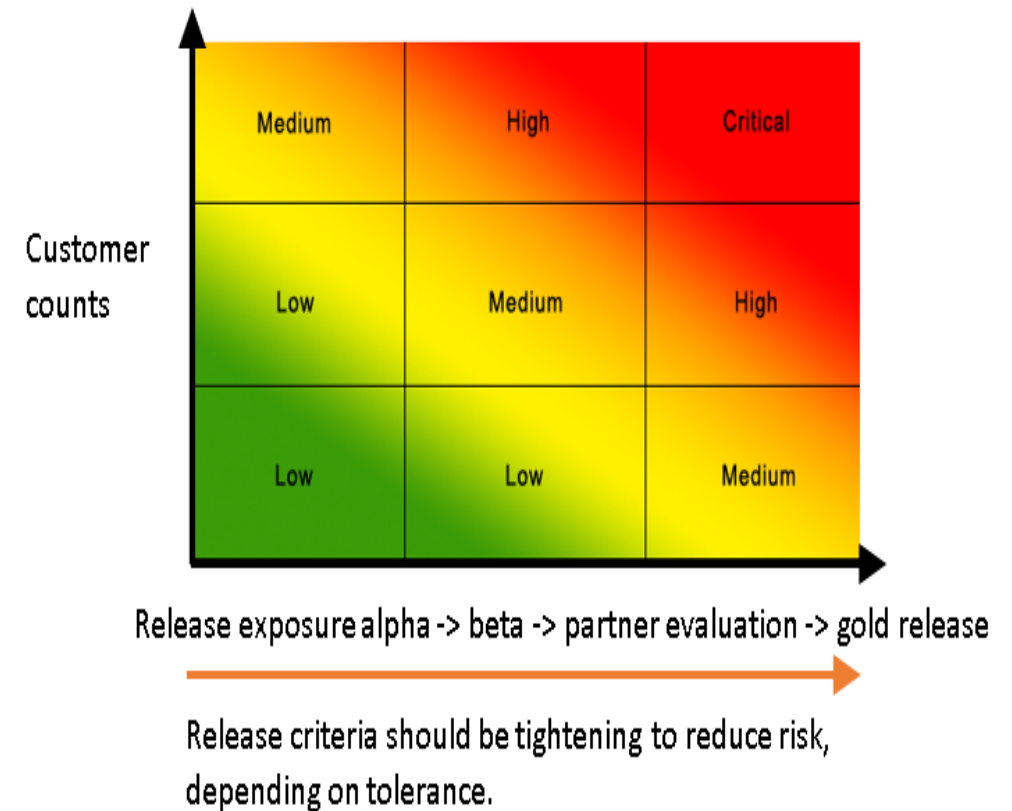 Medium High Critical
Customer
counts
Low Medium High
Low Low Medium
Release exposure alpha -> beta -> partner evaluation -> gold release
Release criteria should be tightening to reduce risk,
depending on tolerance.